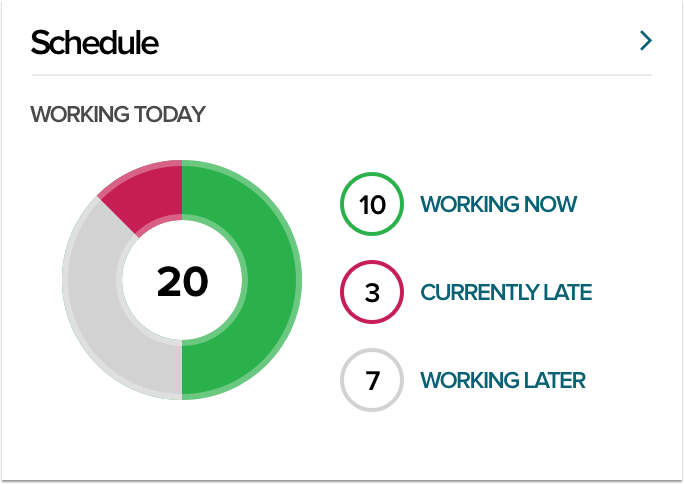 Schedule
WORKING TODAY
20
10 WORKING NOW
3 CURRENTLY LATE
7 WORKING LATER